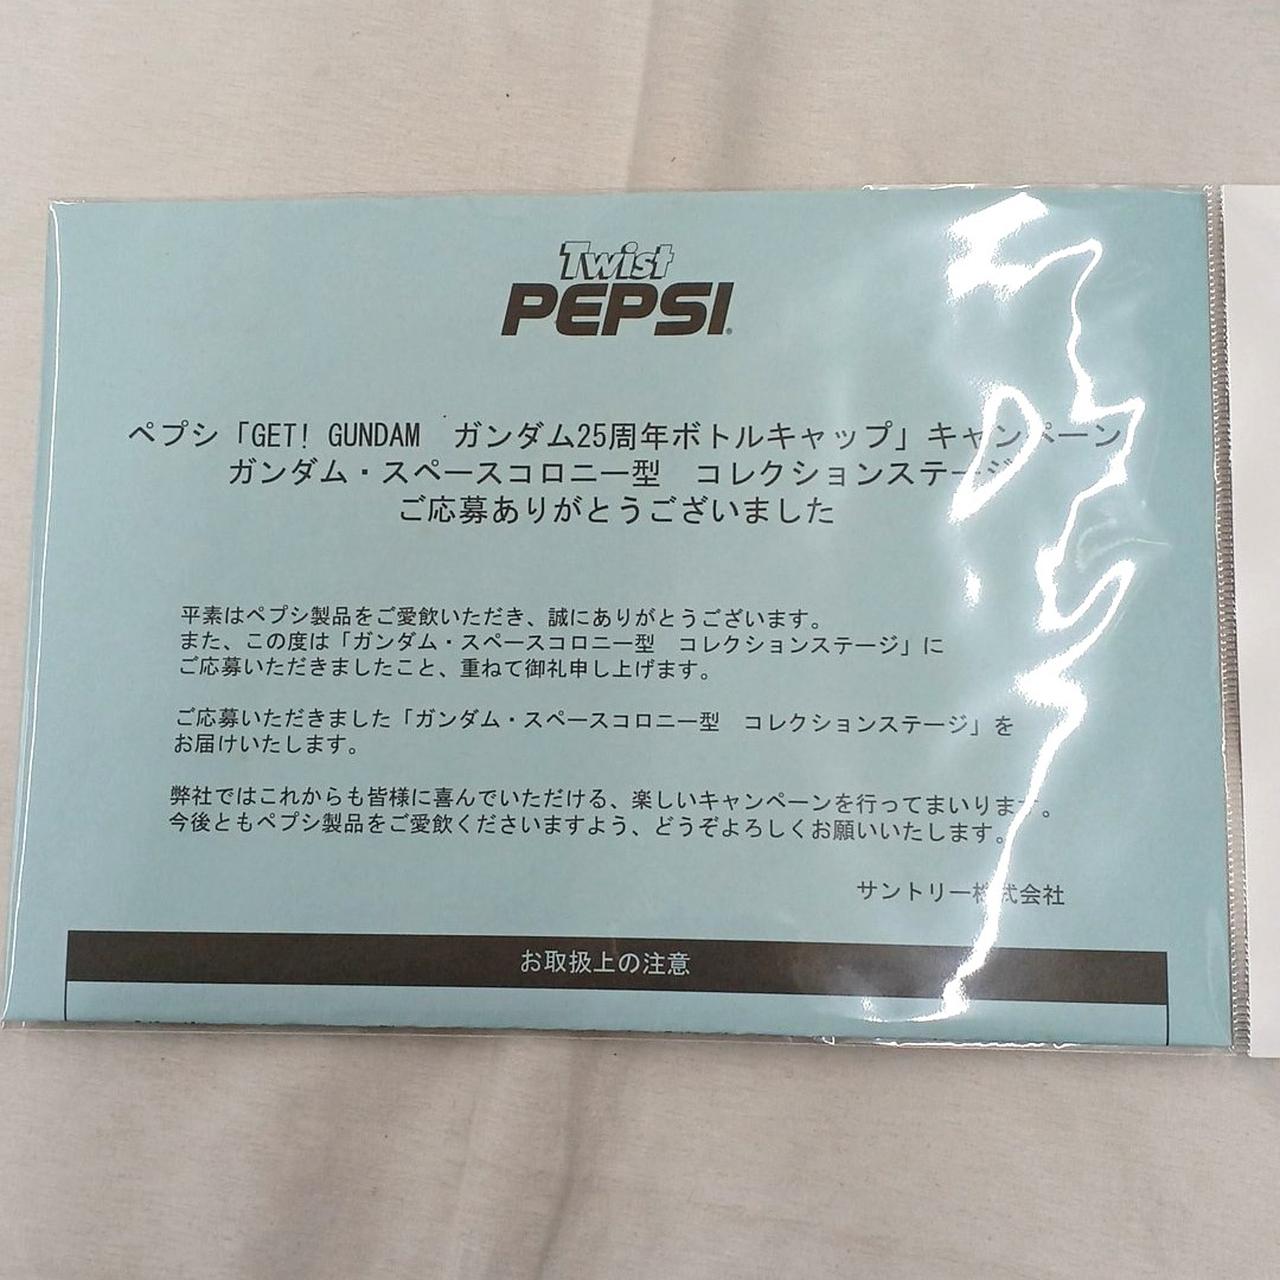 Twist
PEPSI
ペプシ「GET! GUNDAM　ガンダム25周年ボトルキャップ」キャンペーン
ガンダム・スペースコロニー型　コレクションステージ
ご応募ありがとうございました
平素はペプシ製品をご愛飲いただき、誠にありがとうございます。
また、この度は「ガンダム・スペースコロニー型　コレクションステージ」に
ご応募いただきましたこと、重ねて御礼申し上げます。
ご応募いただきました「ガンダム・スペースコロニー型　コレクションステージ」を
お届けいたします。
弊社ではこれからも皆様に喜んでいただける、楽しいキャンペーンを行ってまいります。
今後ともペプシ製品をご愛飲くださいますよう、どうぞよろしくお願いいたします。
サントリー株式会社
お取扱上の注意